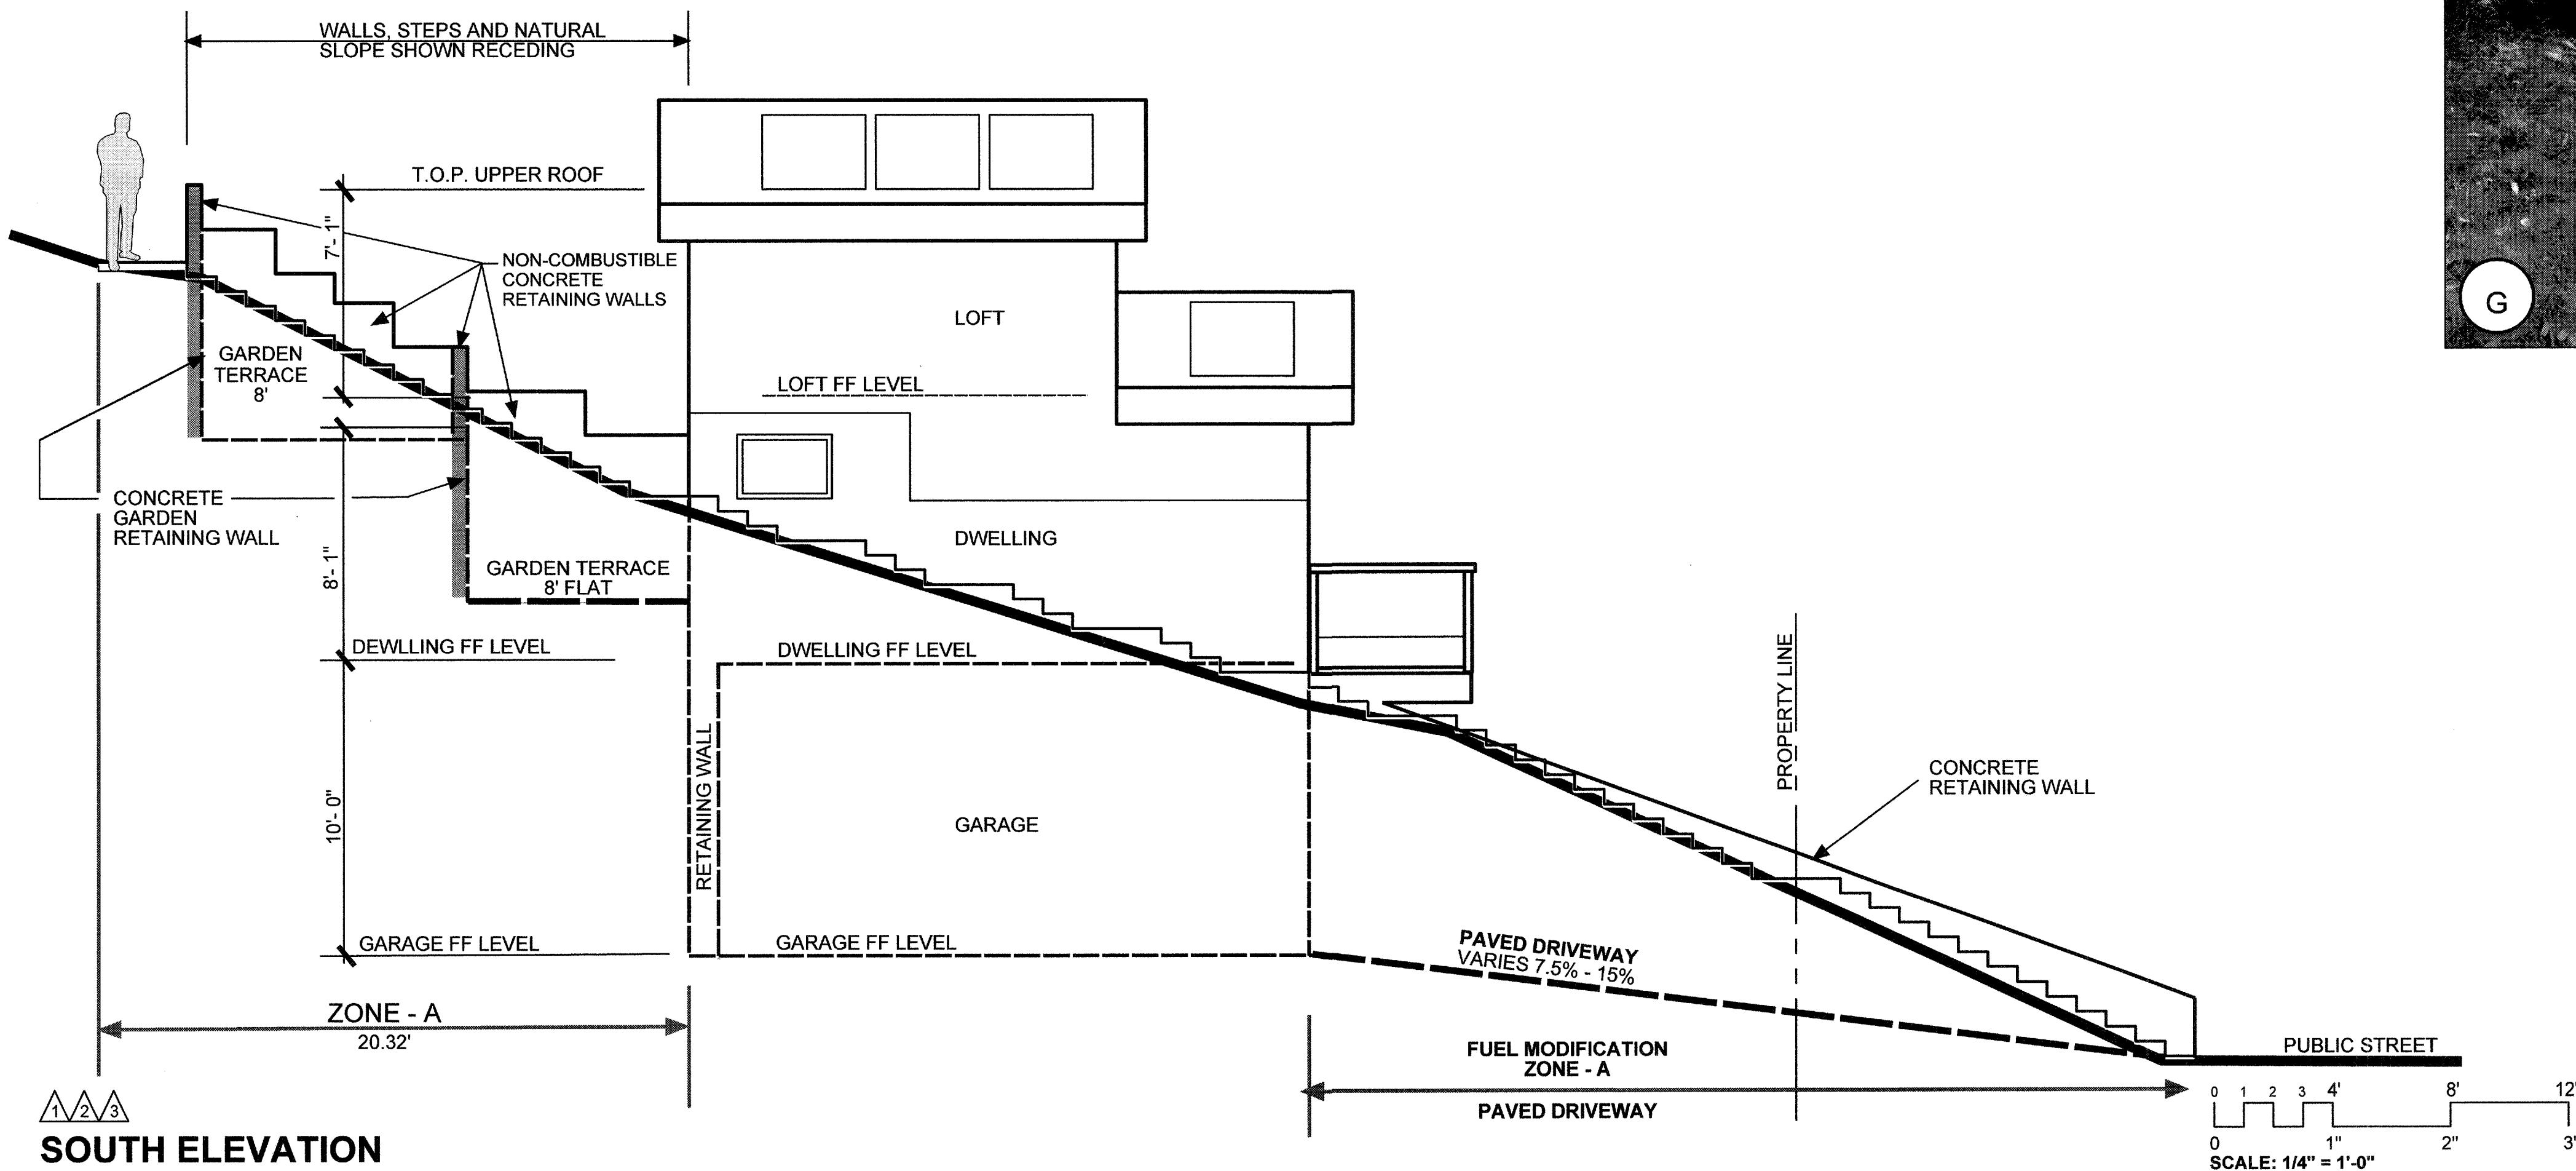 WALLS, STEPS AND NATURAL
SLOPE SHOWN RECEDING
T.O.P. UPPER ROOF
7'- 1"
NON-COMBUSTIBLE
CONCRETE
RETAINING WALLS
G
LOFT
GARDEN
TERRACE
8'
LOFT FF LEVEL
CONCRETE
GARDEN
RETAINING WALL
8'- 1"
GARDEN TERRACE
8' FLAT
DWELLING
DEWLLING FF LEVEL
DWELLING FF LEVEL
PROPERTY LINE
RETAINING WALL
CONCRETE
RETAINING WALL
10'- 0"
GARAGE
GARAGE FF LEVEL
GARAGE FF LEVEL
PAVED DRIVEWAY
VARIES 7.5% - 15%
ZONE - A
20.32'
FUEL MODIFICATION
ZONE - A
PAVED DRIVEWAY
PUBLIC STREET
0 1 2 3 4' 8' 12'
0 1" 2" 3"
SCALE: 1/4" = 1'-0"
1 2 3
SOUTH ELEVATION